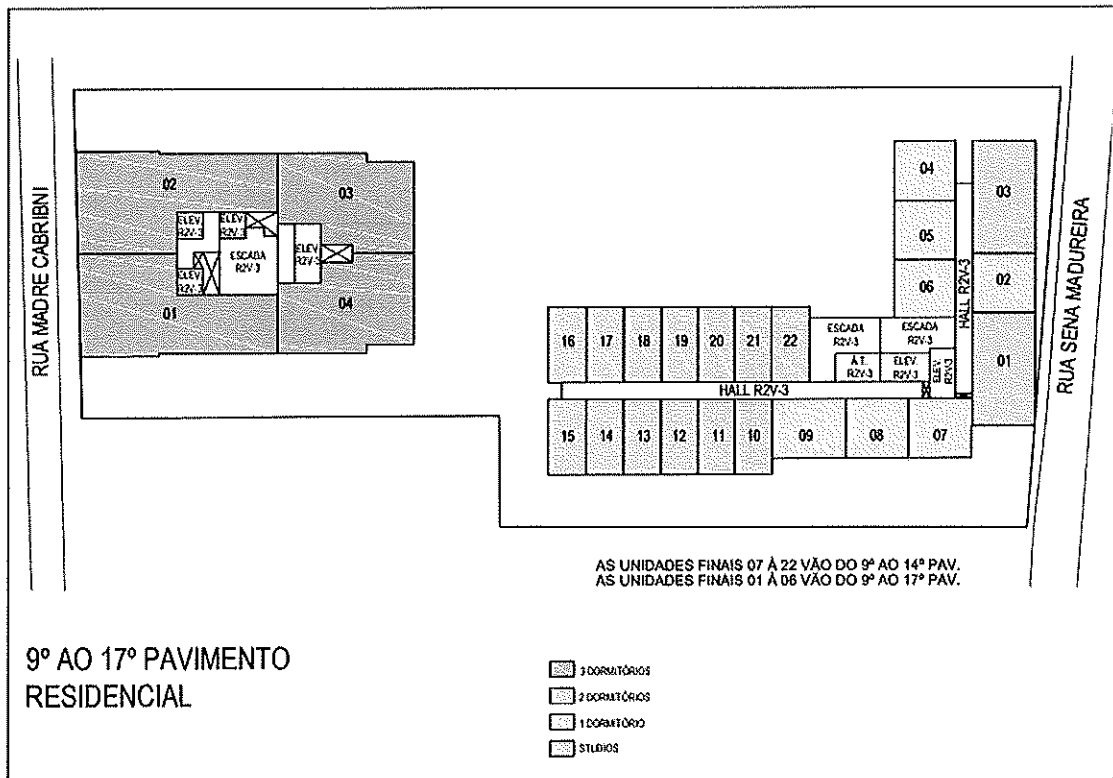 RUA MADRE CABRIBNI
02
03
ELEV.
R2V-3
ELEV.
R2V-3
ESCADA
R2V-3
ELEV
R2V-3
ELEV
R2V-3
01
04
04
03
05
02
06
HALL R2V-3
01
RUA SENA MADUREIRA
16
17
18
19
20
21
22
ESCADA
R2V-3
ESCADA
R2V-3
A.T.
R2V-3
ELEV.
R2V-3
ELEV.
R2V-3
HALL R2V-3
15
14
13
12
11
10
09
08
07
AS UNIDADES FINAIS 07 À 22 VÃO DO 9º AO 14º PAV.
AS UNIDADES FINAIS 01 À 06 VÃO DO 9º AO 17º PAV.
9º AO 17º PAVIMENTO
RESIDENCIAL
3 DORMITÓRIOS
2 DORMITÓRIOS
1 DORMITÓRIO
STUDIOS